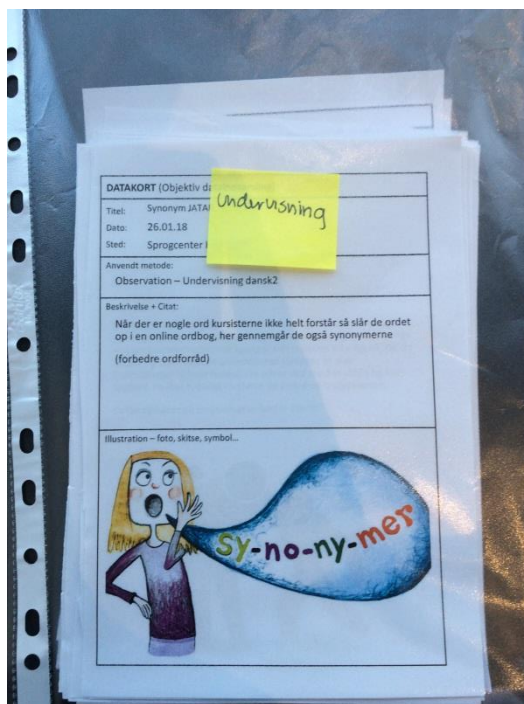 DATAKORT (Objektiv da
undervisning
Titel: Synonym JATA
Dato: 26.01.18
Sted: Sprogcenter
Anvendt metode:
Observation – Undervisning dansk2
Beskrivelse + Citat:
Når der er nogle ord kursisterne ikke helt forstår så slår de ordet
op i en online ordbog, her gennemgår de også synonymerne
(forbedre ordforråd)
Illustration – foto, skitse, symbol...
sy-no-ny-mer